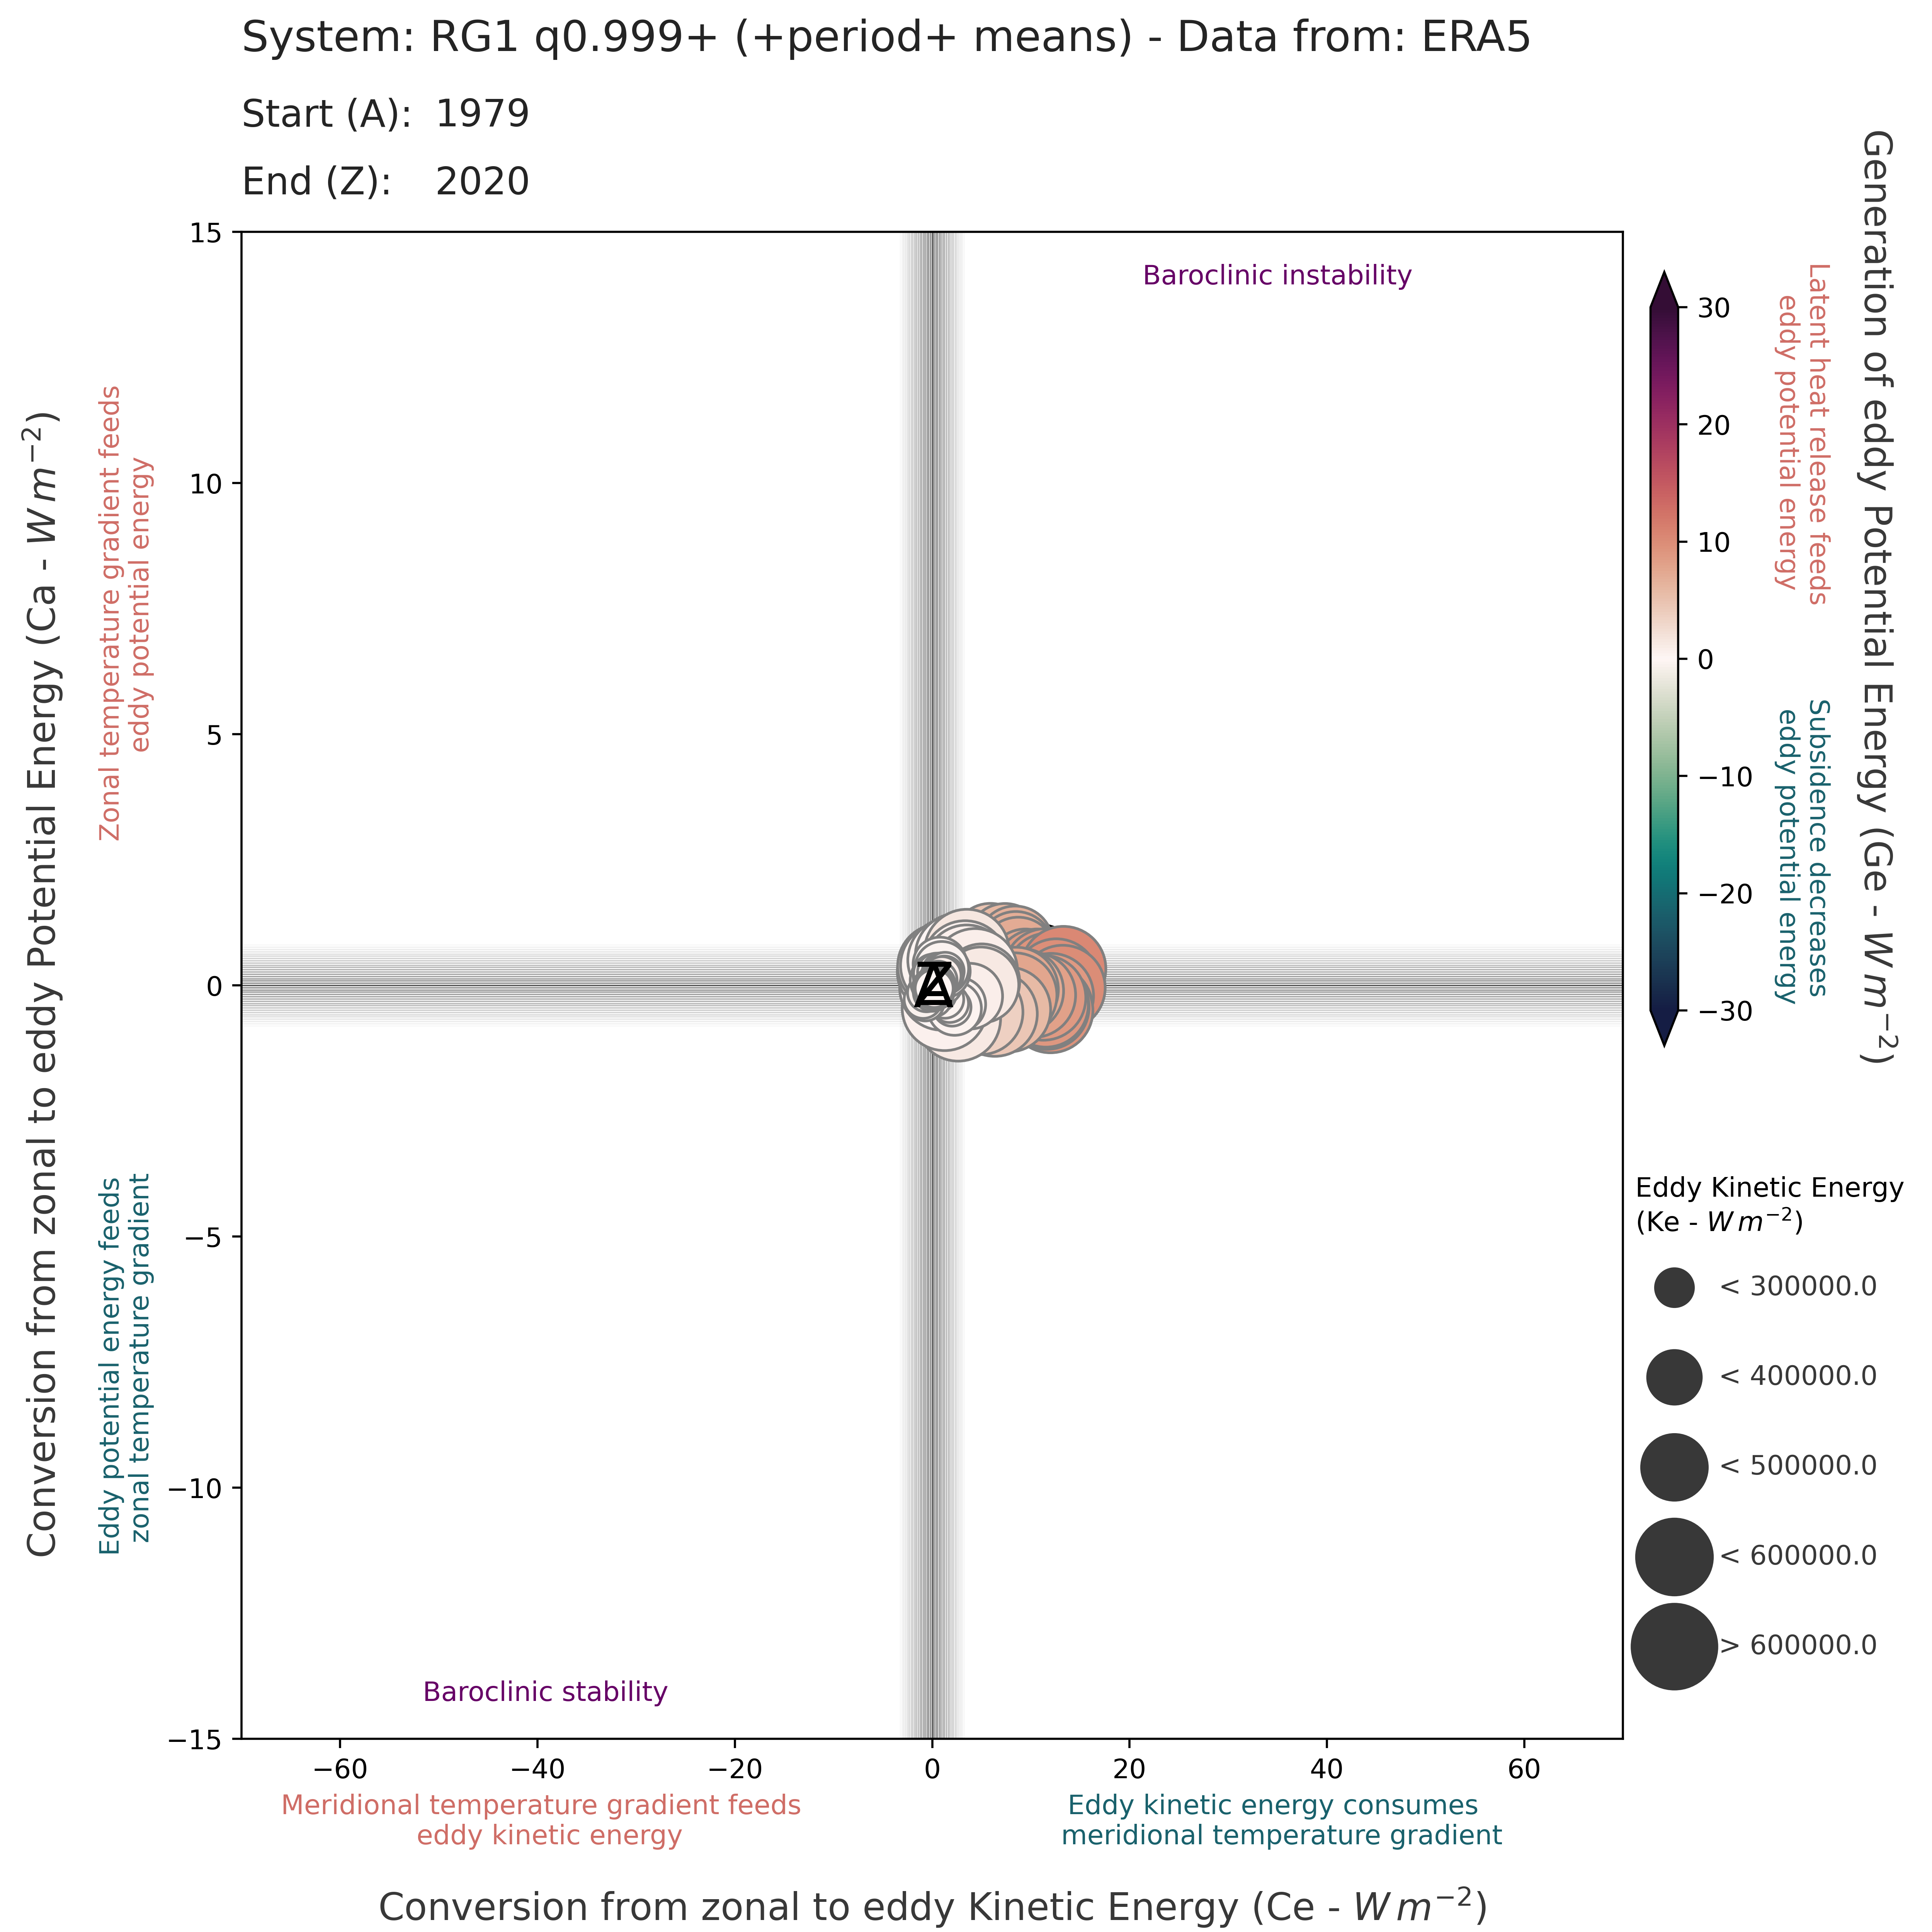 System: RG1 q0.999+ (+period+ means) - Data from: ERA5
Start (A): 1979
End (Z): 2020
Conversion from zonal to eddy Potential Energy (Ca - W m⁻²)
Zonal temperature gradient feeds
eddy potential energy
Eddy potential energy feeds
zonal temperature gradient
15
10
5
0
−5
−10
−15
Baroclinic instability
A
Z
Baroclinic stability
−60
−40
−20
0
20
40
60
Meridional temperature gradient feeds
eddy kinetic energy
Eddy kinetic energy consumes
meridional temperature gradient
Conversion from zonal to eddy Kinetic Energy (Ce - W m⁻²)
30
20
10
0
−10
−20
−30
Latent heat release feeds
eddy potential energy
Subsidence decreases
eddy potential energy
Generation of eddy Potential Energy (Ge - W m⁻²)
Eddy Kinetic Energy
(Ke - W m⁻²)
< 300000.0
< 400000.0
< 500000.0
< 600000.0
> 600000.0